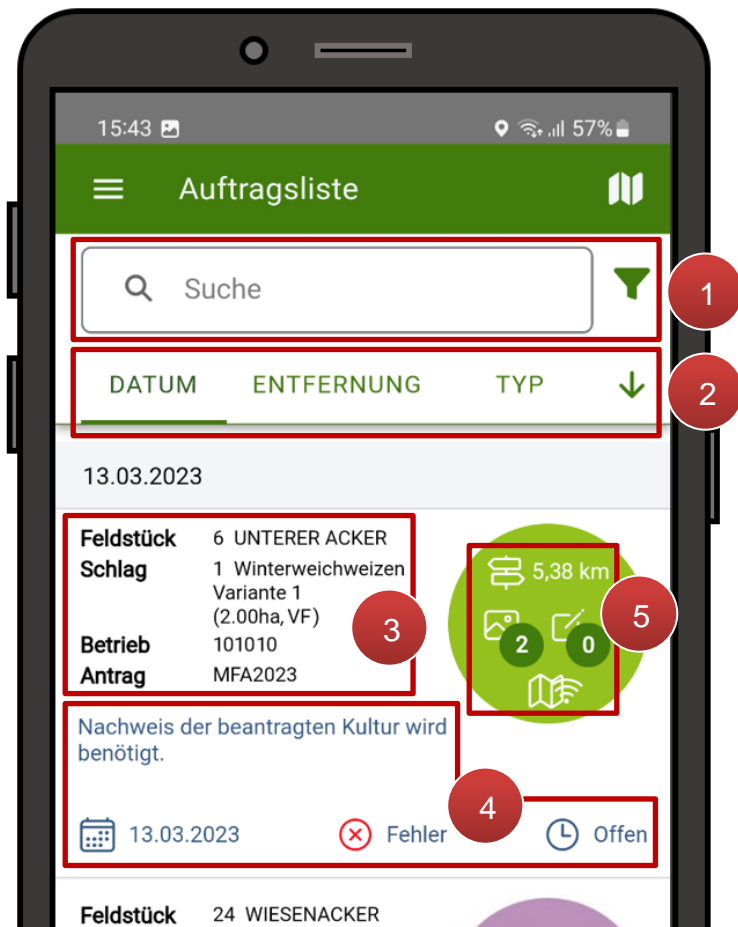 15:43 57%
Auftragsliste
Suche
1
DATUM ENTFERNUNG TYP
2
13.03.2023
Feldstück 6 UNTERER ACKER
Schlag 1 Winterweichweizen
Variante 1
(2.00ha, VF)
Betrieb 101010
Antrag MFA2023
3
5,38 km
2 0
5
Nachweis der beantragten Kultur wird
benötigt.
4
13.03.2023 Fehler Offen
Feldstück 24 WIESENACKER